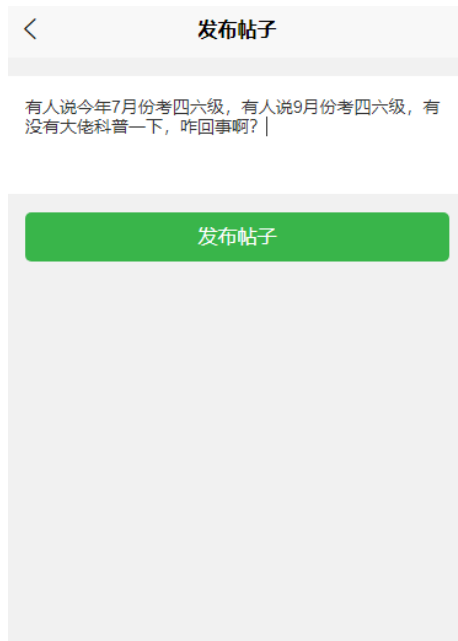 发布帖子
有人说今年7月份考四六级，有人说9月份考四六级，有
没有大佬科普一下，咋回事啊？
发布帖子